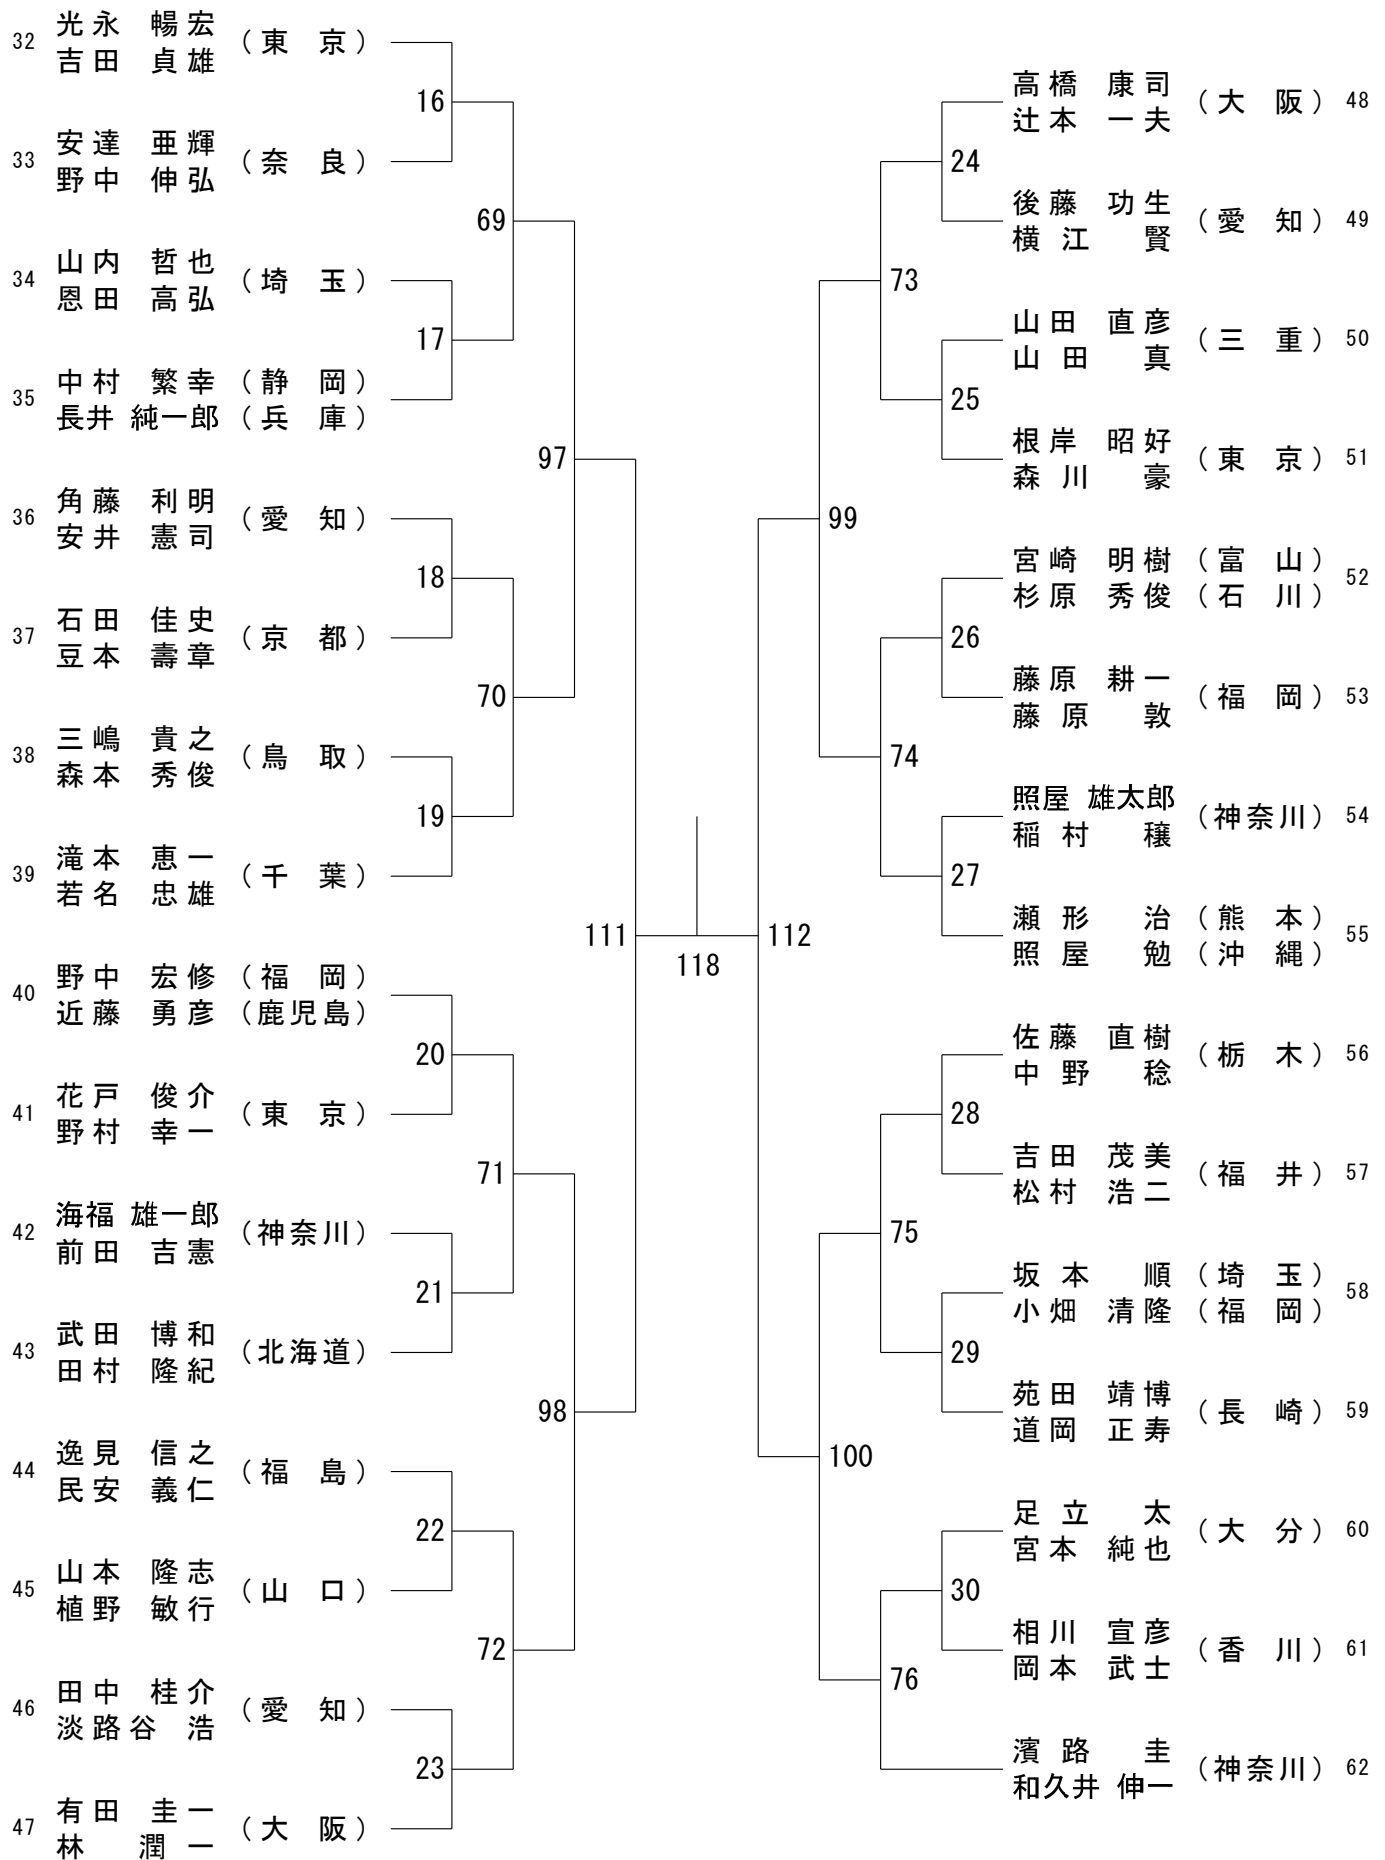 32 光永 暢宏 (東 京)
吉田 貞雄
16
33 安達 亜輝 (奈 良)
野中 伸弘
69
34 山内 哲也 (埼 玉)
恩田 高弘
17
35 中村 繁幸 (静 岡)
長井 純一郎 (兵 庫)
97
36 角藤 利明 (愛 知)
安井 憲司
18
37 石田 佳史 (京 都)
豆本 壽章
70
38 三嶋 貴之 (鳥 取)
森本 秀俊
19
39 滝本 恵一 (千 葉)
若名 忠雄
111
40 野中 宏修 (福 岡)
近藤 勇彦 (鹿児島)
20
41 花戸 俊介 (東 京)
野村 幸一
71
42 海福 雄一郎 (神奈川)
前田 吉憲
21
43 武田 博和 (北海道)
田村 隆紀
98
44 逸見 信之 (福 島)
民安 義仁
22
45 山本 隆志 (山 口)
植野 敏行
72
46 田中 桂介 (愛 知)
淡路谷 浩
23
47 有田 圭一 (大 阪)
林 潤一
118
高橋 康司 (大 阪) 48
辻本 一夫
24
後藤 功生 (愛 知) 49
横江 賢
73
山田 直彦 (三 重) 50
山田 真
25
根岸 昭好 (東 京) 51
森川 豪
99
宮崎 明樹 (富 山) 52
杉原 秀俊 (石 川)
26
藤原 耕一 (福 岡) 53
藤原 敦
74
照屋 雄太郎 (神奈川) 54
稲村 穣
27
瀬形 治 (熊 本) 55
照屋 勉 (沖 縄)
112
佐藤 直樹 (栃 木) 56
中野 稔
28
吉田 茂美 (福 井) 57
松村 浩二
75
坂本 順 (埼 玉) 58
小畑 清隆 (福 岡)
29
苑田 靖博 (長 崎) 59
道岡 正寿
100
足立 太 (大 分) 60
宮本 純也
30
相川 宣彦 (香 川) 61
岡本 武士
76
濱路 圭 (神奈川) 62
和久井 伸一